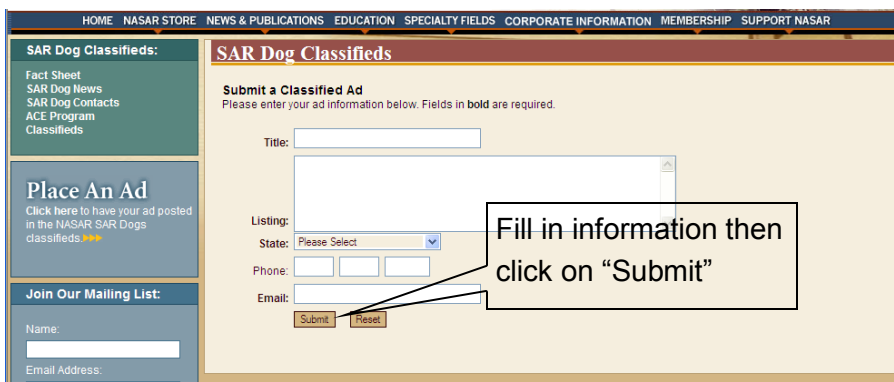 HOME NASAR STORE NEWS & PUBLICATIONS EDUCATION SPECIALTY FIELDS CORPORATE INFORMATION MEMBERSHIP SUPPORT NASAR
SAR Dog Classifieds:
Fact Sheet
SAR Dog News
SAR Dog Contacts
ACE Program
Classifieds
Place An Ad
Click here to have your ad posted
in the NASAR SAR Dogs
classifieds.
Join Our Mailing List:
Name:
Email Address:
SAR Dog Classifieds
Submit a Classified Ad
Please enter your ad information below. Fields in bold are required.
Title:
Listing:
State: Please Select
Phone:
Email:
Submit Reset
Fill in information then
click on “Submit”